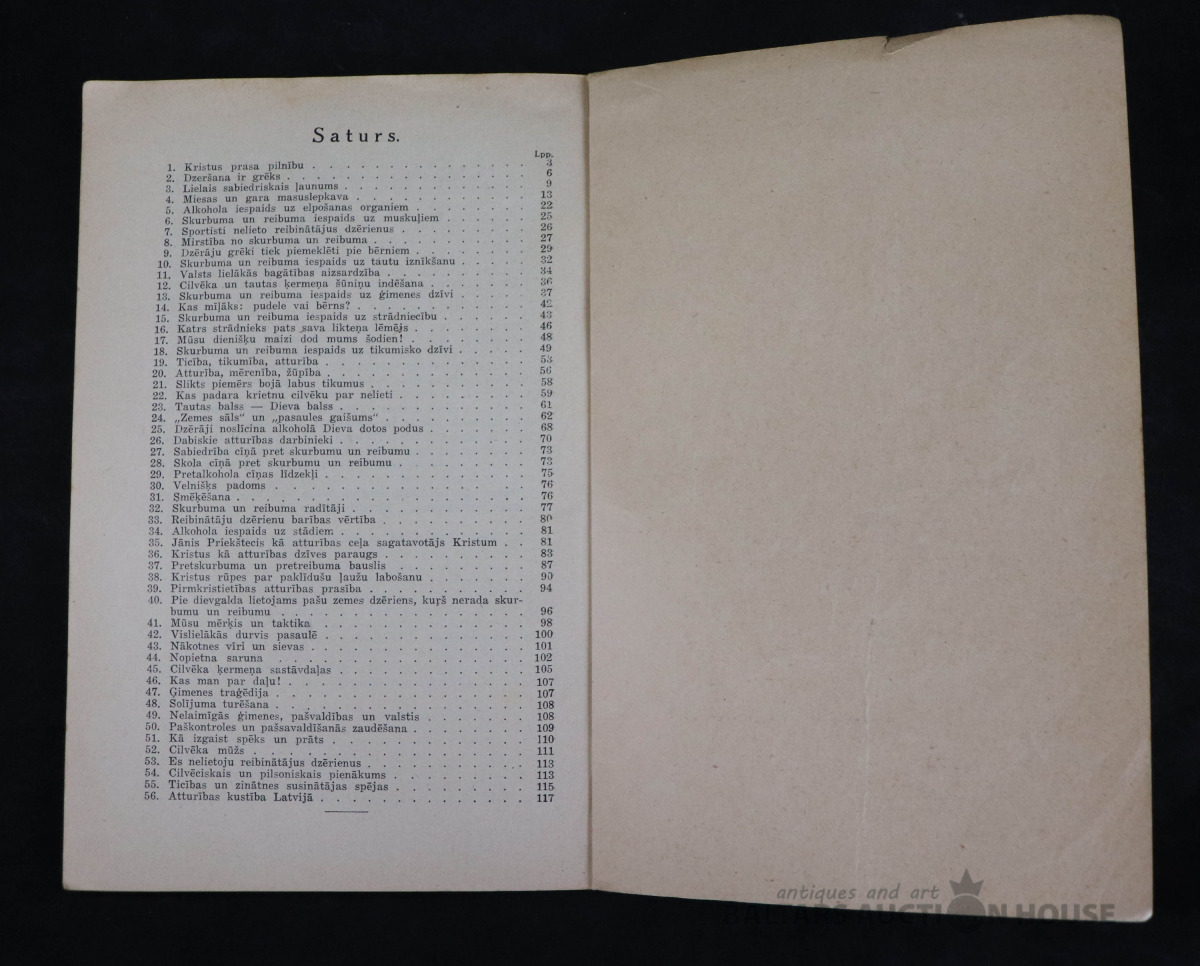 Saturs.
Lpp.
1. Kristus prasa pilnību . . . . . . . . . . . . . . . 3
2. Dzeršana ir grēks . . . . . . . . . . . . . . . . 6
3. Lielais sabiedriskais ļaunums . . . . . . . . . . . . . 9
4. Miesas un gara masuslepkava . . . . . . . . . . . . 13
5. Alkohola iespaids uz elpošanas organiem . . . . . . . . 22
6. Skurbuma un reibuma iespaids uz muskuļiem . . . . . . 25
7. Sportisti nelieto reibinātājus dzērienus . . . . . . . . . 26
8. Mirstība no skurbuma un reibuma . . . . . . . . . . . 27
9. Dzērāju grēki tiek piemeklēti pie bērniem . . . . . . . . 29
10. Skurbuma un reibuma iespaids uz tautu iznīkšanu . . . . . 32
11. Valsts lielākās bagātības aizsardzība . . . . . . . . . . 34
12. Cilvēka un tautas ķermeņa šūniņu indēšana . . . . . . . 36
13. Skurbuma un reibuma iespaids uz ģimenes dzīvi . . . . . 37
14. Kas mīļāks: pudele vai bērns? . . . . . . . . . . . . 42
15. Skurbuma un reibuma iespaids uz strādniecību . . . . . . 43
16. Katrs strādnieks pats sava likteņa lēmējs . . . . . . . . 46
17. Mūsu dienišķu maizi dod mums šodien! . . . . . . . . 48
18. Skurbuma un reibuma iespaids uz tikumisko dzīvi . . . . . 49
19. Ticība, tikumība, atturība . . . . . . . . . . . . . . 53
20. Atturība, mērenība, žūpība . . . . . . . . . . . . . . 56
21. Slikts piemērs bojā labus tikumus . . . . . . . . . . . 58
22. Kas padara krietnu cilvēku par nelieti . . . . . . . . . 59
23. Tautas balss — Dieva balss . . . . . . . . . . . . . 61
24. „Zemes sāls“ un „pasaules gaišums“ . . . . . . . . . . 62
25. Dzērāji noslīcina alkoholā Dieva dotos podus . . . . . . . 68
26. Dabiskie atturības darbinieki . . . . . . . . . . . . . 70
27. Sabiedrība cīņā pret skurbumu un reibumu . . . . . . . . 73
28. Skola cīņā pret skurbumu un reibumu . . . . . . . . . 73
29. Pretalkohola cīņas līdzekļi . . . . . . . . . . . . . . 75
30. Velnišķs padoms . . . . . . . . . . . . . . . . . 76
31. Smēķēšana . . . . . . . . . . . . . . . . . . . 76
32. Skurbuma un reibuma radītāji . . . . . . . . . . . . 77
33. Reibinātāju dzērienu barības vērtība . . . . . . . . . . 80
34. Alkohola iespaids uz stādiem . . . . . . . . . . . . . 81
35. Jānis Priekštecis kā atturības ceļa sagatavotājs Kristum . . 81
36. Kristus kā atturības dzīves paraugs . . . . . . . . . . 83
37. Pretskurbuma un pretreibuma bauslis . . . . . . . . . 87
38. Kristus rūpes par paklīdušu ļaužu labošanu . . . . . . . 90
39. Pirmkristietības atturības prasība . . . . . . . . . . . 94
40. Pie dievgalda lietojams pašu zemes dzēriens, kuŗš nerada skur-
bumu un reibumu . . . . . . . . . . . . . . . . . 96
41. Mūsu mērķis un taktika . . . . . . . . . . . . . . 98
42. Vislielākās durvis pasaulē . . . . . . . . . . . . . . 100
43. Nākotnes vīri un sievas . . . . . . . . . . . . . . 101
44. Nopietna saruna . . . . . . . . . . . . . . . . . 102
45. Cilvēka ķermeņa sastāvdaļas . . . . . . . . . . . . . 105
46. Kas man par daļu! . . . . . . . . . . . . . . . . 107
47. Ģimenes traģēdija . . . . . . . . . . . . . . . . . 107
48. Solījuma turēšana . . . . . . . . . . . . . . . . . 108
49. Nelaimīgās ģimenes, pašvaldības un valstis . . . . . . . 108
50. Paškontroles un pašsavaldīšanās zaudēšana . . . . . . . . 109
51. Kā izgaist spēks un prāts . . . . . . . . . . . . . . 110
52. Cilvēka mūžs . . . . . . . . . . . . . . . . . . 111
53. Es nelietoju reibinātājus dzērienus . . . . . . . . . . . 113
54. Cilvēciskais un pilsoniskais pienākums . . . . . . . . . 113
55. Ticības un zinātnes susinātājas spējas . . . . . . . . . . 115
56. Atturības kustība Latvijā . . . . . . . . . . . . . . 117
antiques and art
BALTARS AUCTION HOUSE